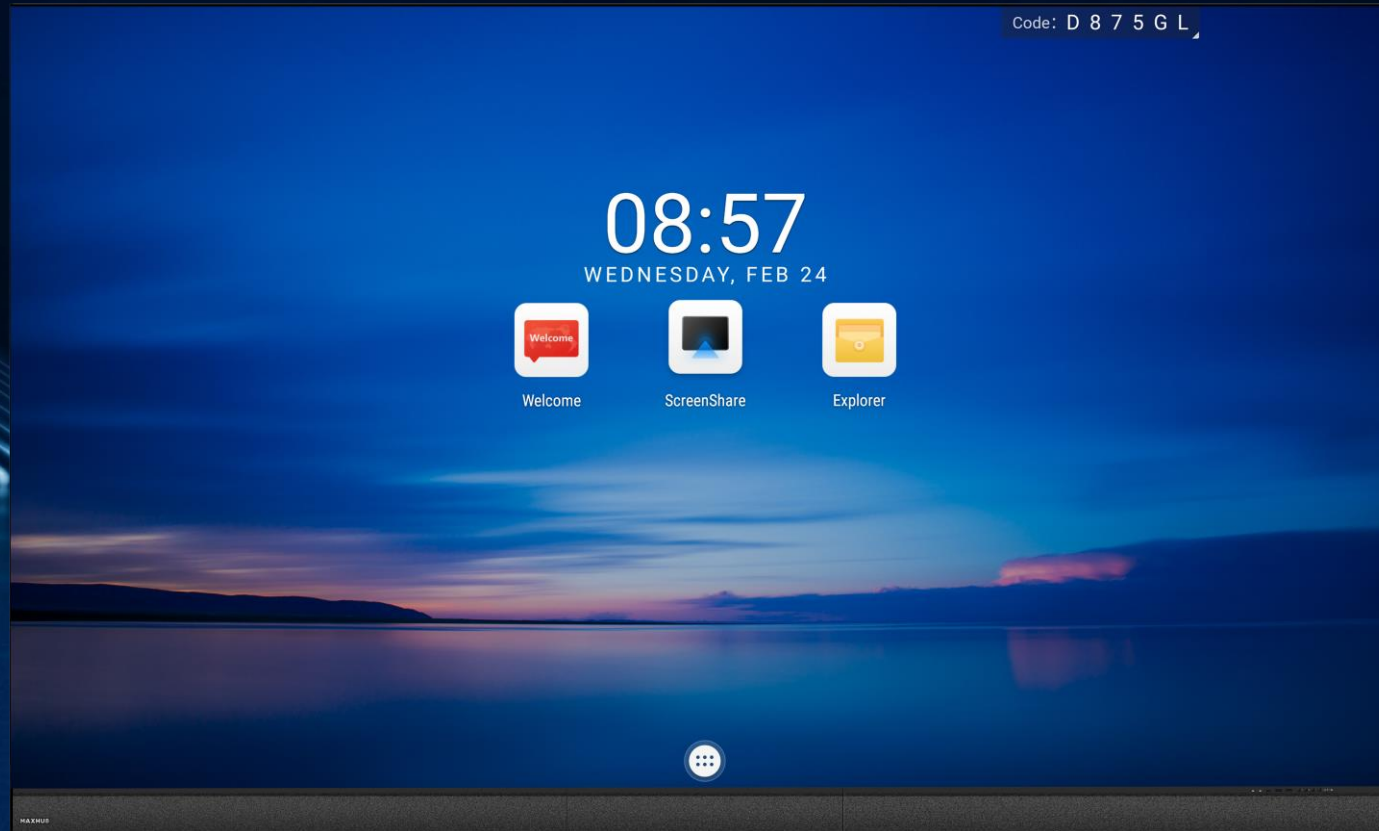 Code: D 8 7 5 G L
08:57
WEDNESDAY, FEB 24
Welcome
Welcome
ScreenShare
Explorer
MAXHUB